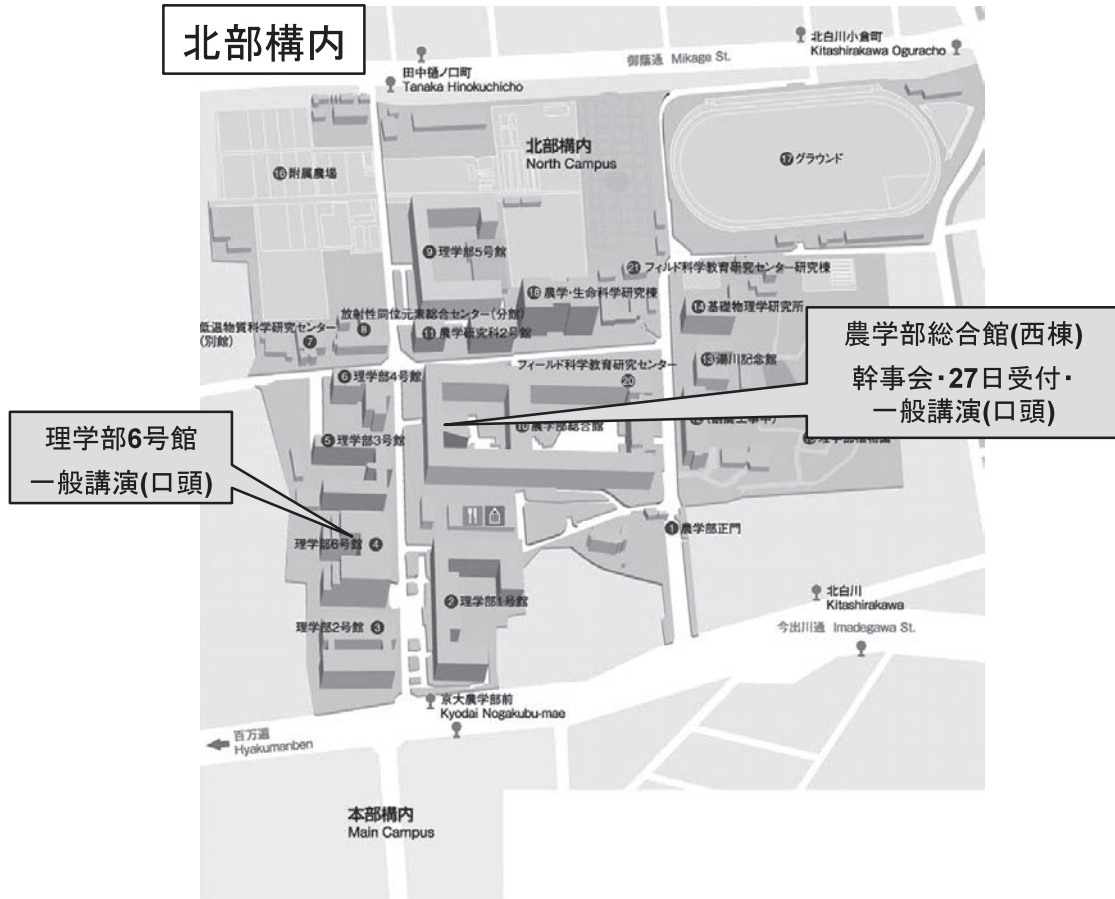 北部構内
北白川小倉町
Kitashirakawa Oguracho
御蔭通 Mikage St.
田中樋ノ口町
Tanaka Hinokuchicho
北部構内
North Campus
⑰グラウンド
⑯附属農場
⑨理学部5号館
㉑フィルド科学教育研究センター研究棟
⑱農学・生命科学研究棟
⑭基礎物理学研究所
放射性同位元素総合センター(分館)
⑧
低温物質科学研究センター
(別館)
⑦
⑪農学研究科2号館
農学部総合館(西棟)
幹事会・27日受付・
一般講演(口頭)
⑬湯川記念館
フィールド科学教育研究センター
⑳
⑥理学部4号館
⑩農学部総合館
理学部植物園
理学部6号館
一般講演(口頭)
⑤理学部3号館
①農学部正門
理学部6号館 ④
②理学部1号館
北白川
Kitashirakawa
理学部2号館 ③
今出川通 Imadegawa St.
京大農学部前
Kyodai Nogakubu-mae
百万遍
Hyakumanben
本部構内
Main Campus